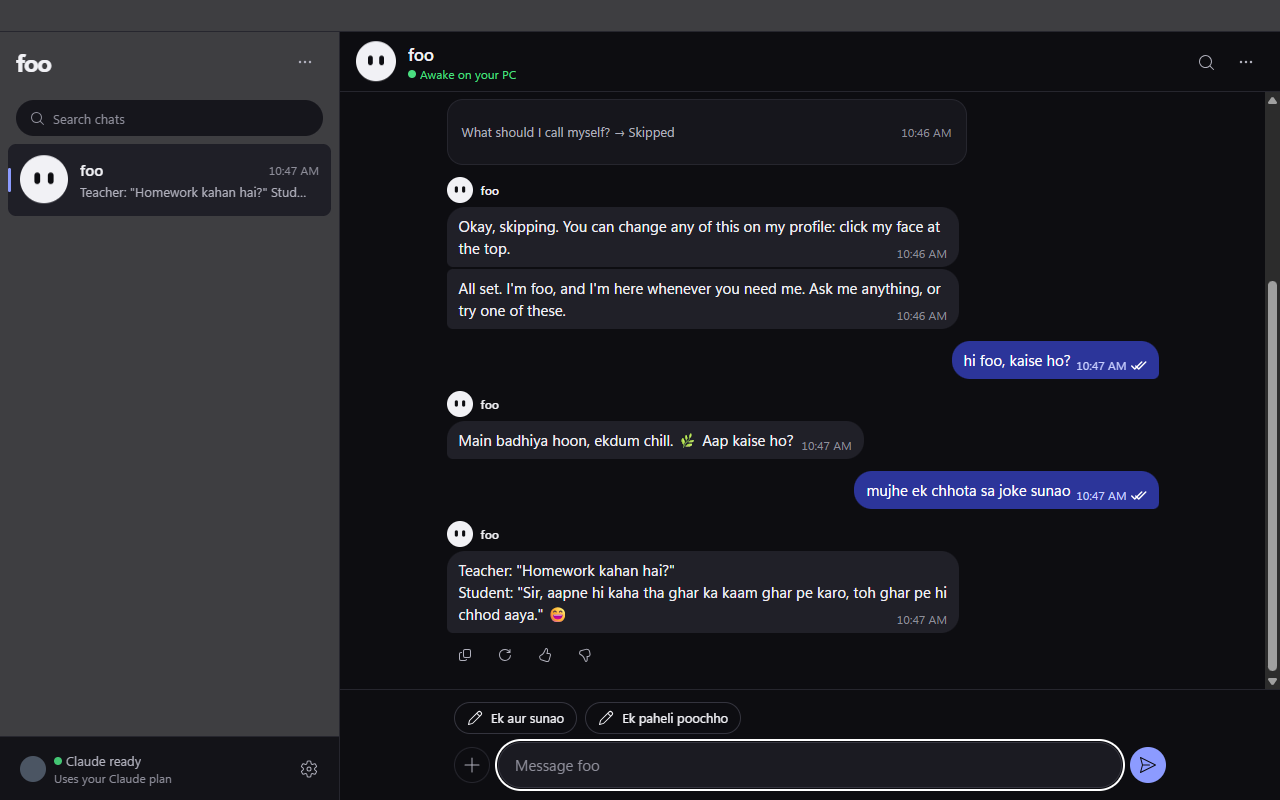 foo
Search chats
foo
10:47 AM
Teacher: "Homework kahan hai?" Stud...
Claude ready
Uses your Claude plan
foo
Awake on your PC
What should I call myself? → Skipped
10:46 AM
foo
Okay, skipping. You can change any of this on my profile: click my face at
the top.
10:46 AM
All set. I'm foo, and I'm here whenever you need me. Ask me anything, or
try one of these.
10:46 AM
hi foo, kaise ho? 10:47 AM
foo
Main badhiya hoon, ekdum chill. 🌿 Aap kaise ho? 10:47 AM
mujhe ek chhota sa joke sunao 10:47 AM
foo
Teacher: "Homework kahan hai?"
Student: "Sir, aapne hi kaha tha ghar ka kaam ghar pe karo, toh ghar pe hi
chhod aaya." 😄
10:47 AM
Ek aur sunao
Ek paheli poochho
Message foo